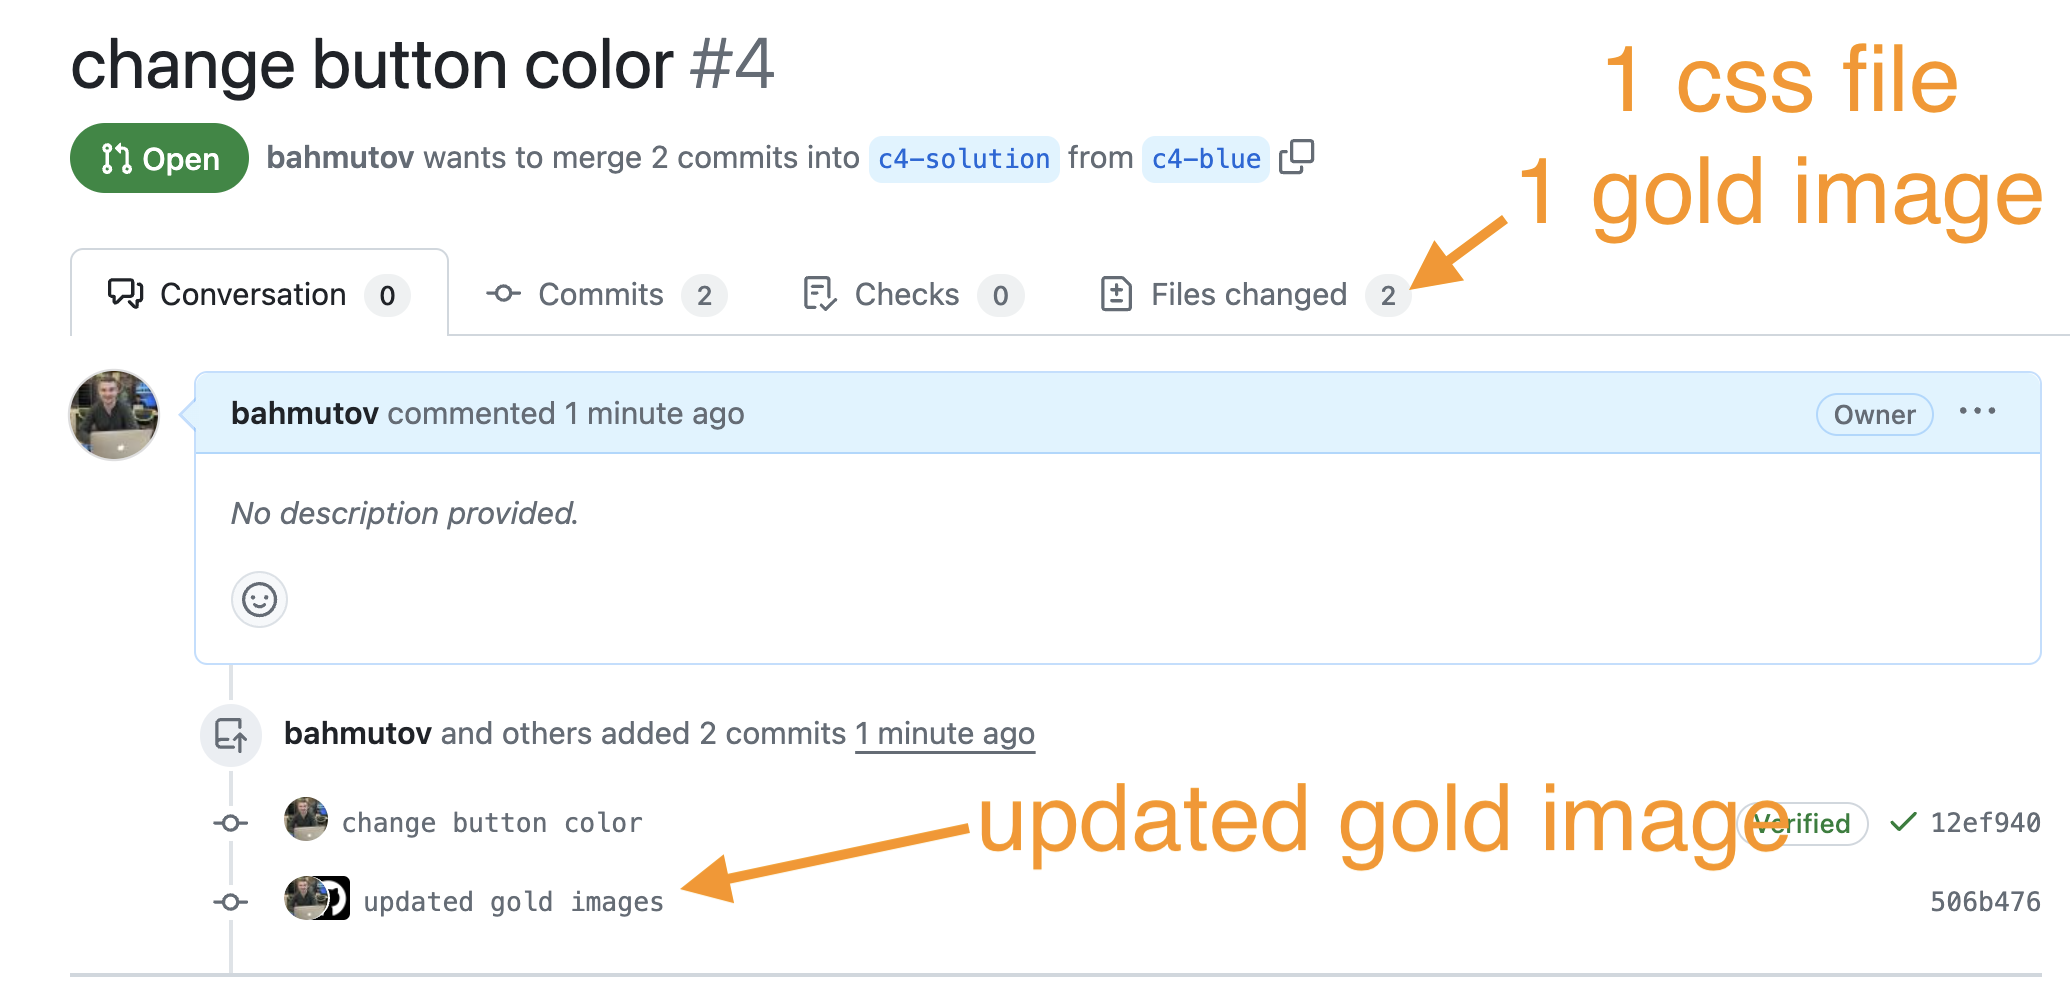 change button color #4
1 css file
1 gold image
Open
bahmutov wants to merge 2 commits into c4-solution from c4-blue
Conversation 0
Commits 2
Checks 0
Files changed 2
bahmutov commented 1 minute ago
Owner
No description provided.
bahmutov and others added 2 commits 1 minute ago
updated gold image
change button color
Verified
12ef940
updated gold images
506b476